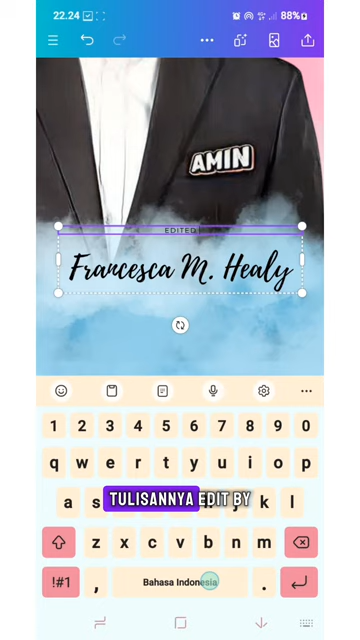 22.24
88%
AMIN
EDITED
Francesca M. Healy
1 2 3 4 5 6 7 8 9 0
q w e r t y u i o p
a s k l
TULISANNYA EDIT BY
z x c v b n m
!#1 , Bahasa Indonesia .